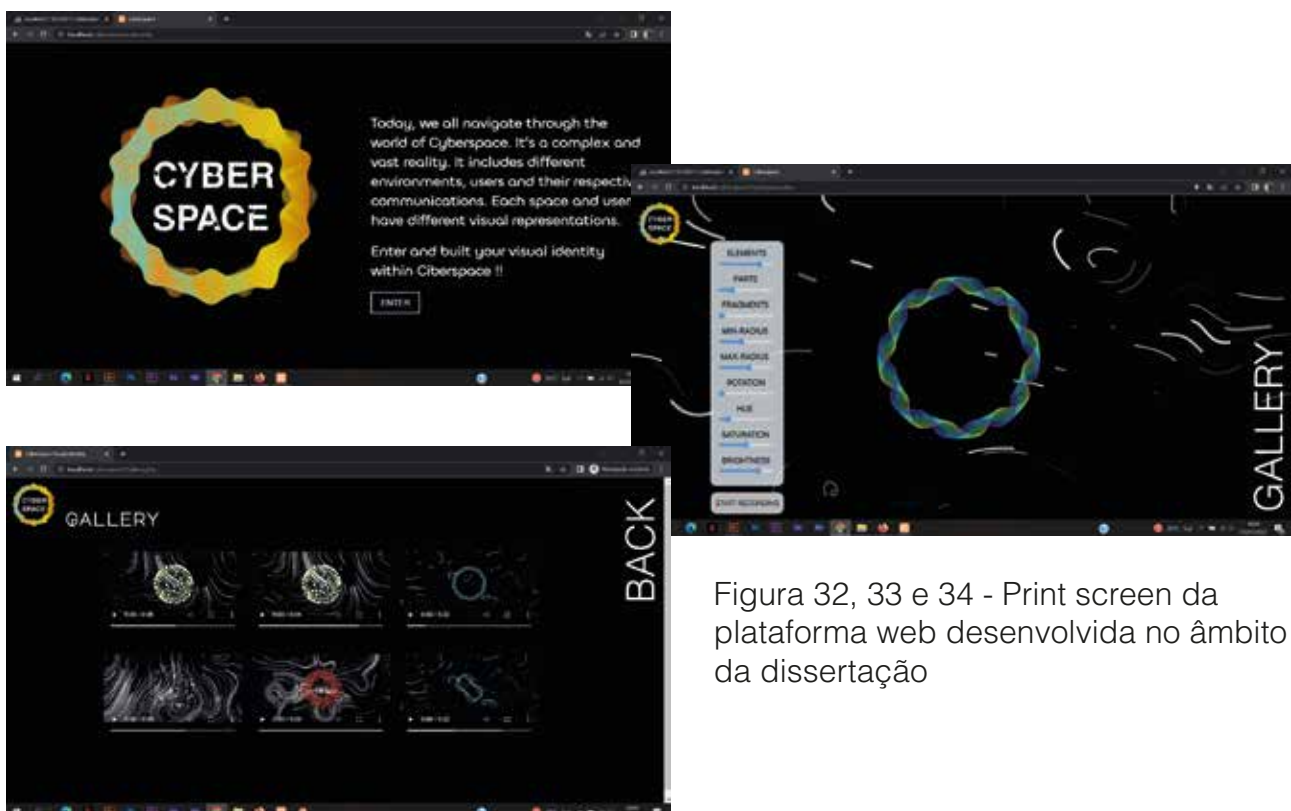 CYBER
SPACE
Today, we all navigate through the
world of Cyberspace. It's a complex and
vast reality. It includes different
environments, users and their respectiv
communications. Each space and user
have different visual representations.
Enter and built your visual identity
within Ciberspace !!
ENTER
CYBER
SPACE
ELEMENTS
PARTS
FRAGMENTS
MIN-RADIUS
MAX-RADIUS
ROTATION
HUE
SATURATION
BRIGHTNESS
START RECORDING
GALLERY
CYBER
SPACE
GALLERY
BACK
Figura 32, 33 e 34 - Print screen da
plataforma web desenvolvida no âmbito
da dissertação